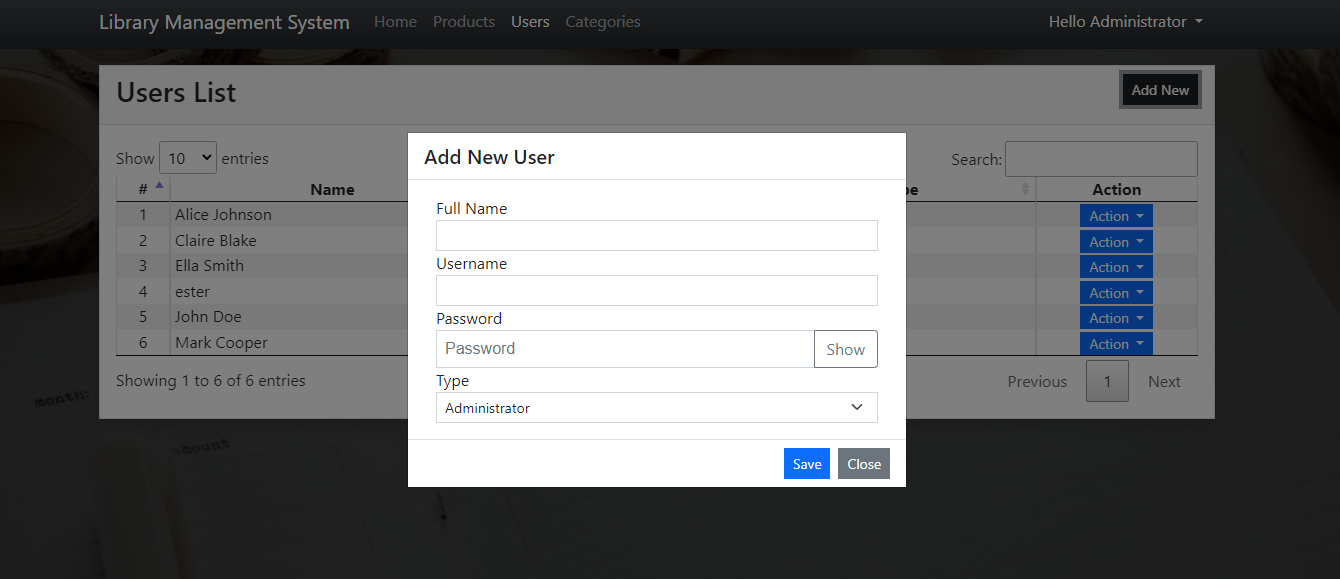 Library Management System Home Products Users Categories Hello Administrator
Users List Add New
Show 10 entries Search:
# Name Action
1 Alice Johnson Action
2 Claire Blake Action
3 Ella Smith Action
4 ester Action
5 John Doe Action
6 Mark Cooper Action
Showing 1 to 6 of 6 entries Previous 1 Next
Add New User
Full Name
Username
Password
Password Show
Type
Administrator
Save Close
month:
amount